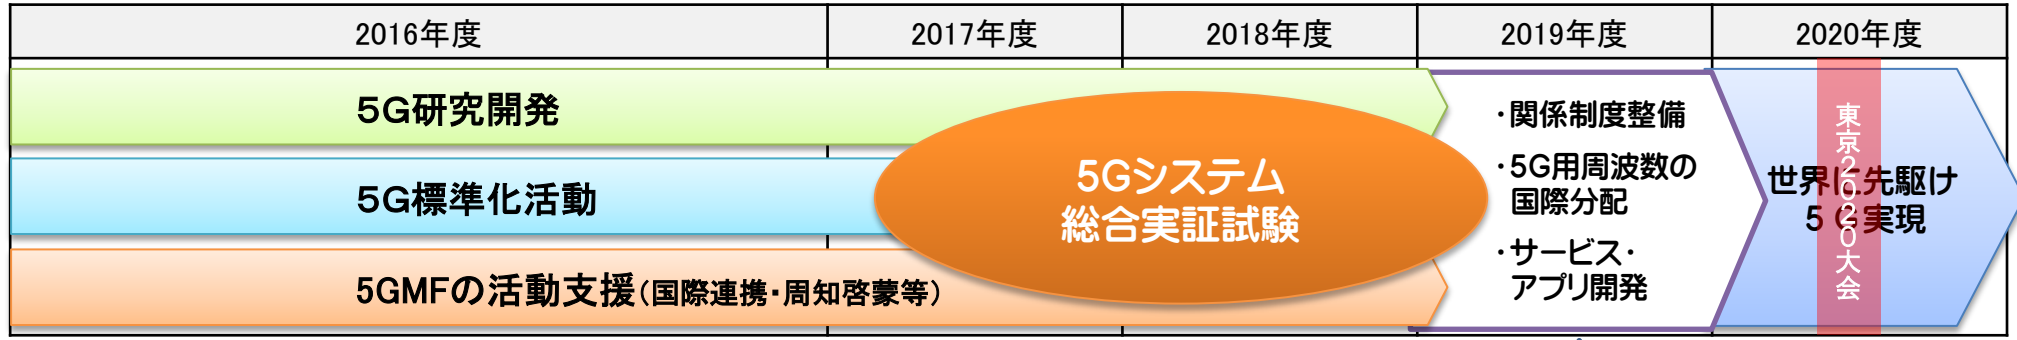 2016年度
2017年度
2018年度
2019年度
2020年度
5G研究開発
5G標準化活動
5GMFの活動支援(国際連携・周知啓蒙等)
5Gシステム
総合実証試験
・関係制度整備
・5G用周波数の
国際分配
・サービス・
アプリ開発
世界に先駆け
5G実現
東京2020大会